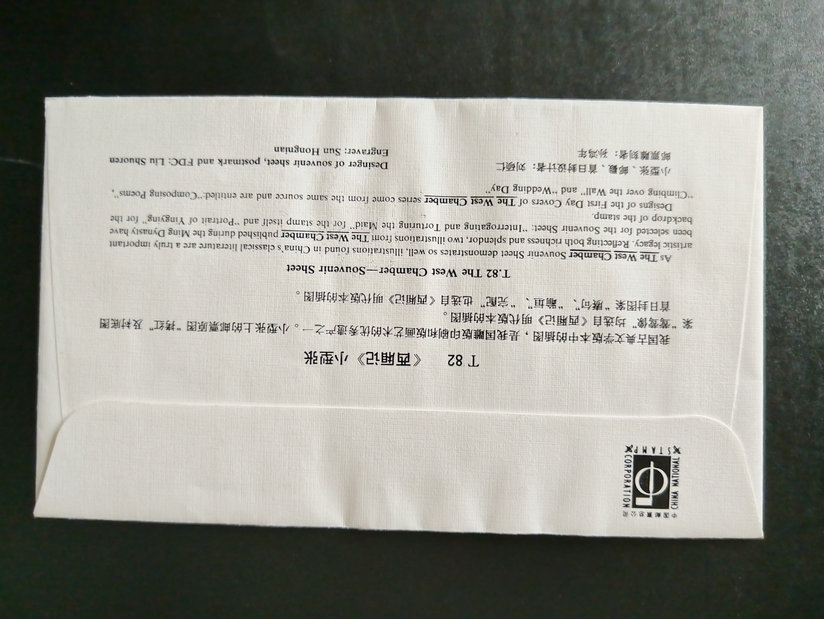 中国邮票总公司
CHINA NATIONAL
STAMP
CORPORATION
T 82 《西厢记》小型张
我国古典文学版本中的插图，是我国雕版印刷和版画艺术的优秀遗产之一。小型张上的邮票原图“拷红”及衬底图
案“莺莺像”均选自《西厢记》明代版本的插图。
首日封图案“酬句”、“踰垣”、“完配”也选自《西厢记》明代版本的插图。
T.82 The West Chamber—Souvenir Sheet
As The West Chamber Souvenir Sheet demonstrates so well, illustrations found in China's classical literature are a truly important
artistic legacy. Reflecting both richness and splendor, two illustrations from The West Chamber published during the Ming Dynasty have
been selected for the Souvenir Sheet: "Interrogating and Torturing the Maid" for the stamp itself and "Portrait of Yingying" for the
backdrop of the stamp.
Designs of the First Day Covers of The West Chamber series come from the same source and are entitled: "Composing Poems",
"Climbing over the Wall" and "Wedding Day"
小型张、邮戳、首日封设计者：刘硕仁
邮票雕刻者：孙鸿年
Desinger of souvenir sheet, postmark and FDC: Liu Shuoren
Engraver: Sun Hongnian